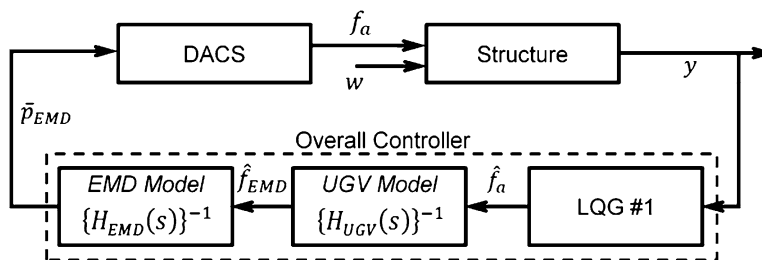 DACS
f_a
w
Structure
y
p̄_EMD
Overall Controller
EMD Model
{H_EMD(s)}⁻¹
f̂_EMD
UGV Model
{H_UGV(s)}⁻¹
f̂_a
LQG #1